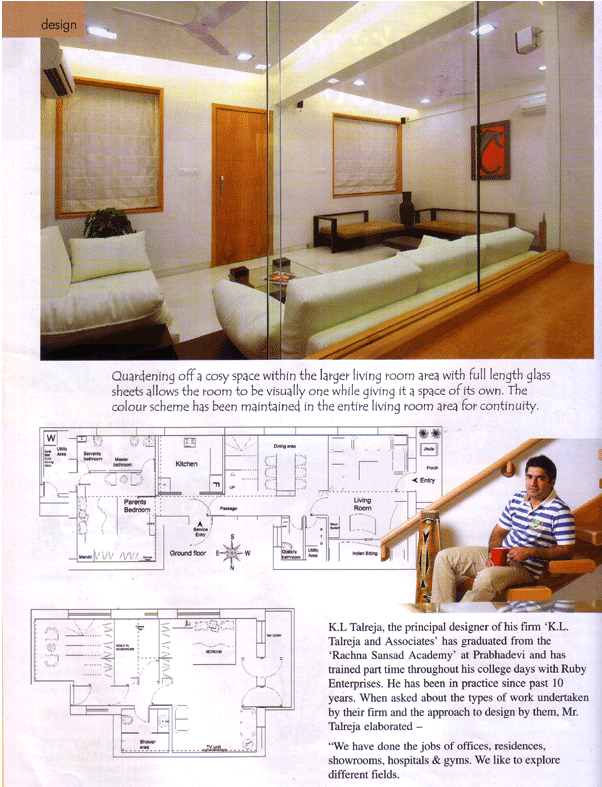 design
Quardening off a cosy space within the larger living room area with full length glass
sheets allows the room to be visually one while giving it a space of its own. The
colour scheme has been maintained in the entire living room area for continuity.
W
Utility
Area
Servants
bathroom
Master
bathroom
Kitchen
F
Dining area
UP
Jhula
Porch
Entry
Parents
Bedroom
Passage
Living
Room
Service
Entry
Mandir
Ground floor
N
E
W
S
Guests
bathroom
Utility
Area
Indian Sitting
BEDROOM
Shower
area
TV unit
K.L Talreja, the principal designer of his firm ‘K.L.
Talreja and Associates’ has graduated from the
‘Rachna Sansad Academy’ at Prabhadevi and has
trained part time throughout his college days with Ruby
Enterprises. He has been in practice since past 10
years. When asked about the types of work undertaken
by their firm and the approach to design by them, Mr.
Talreja elaborated –
“We have done the jobs of offices, residences,
showrooms, hospitals & gyms. We like to explore
different fields.